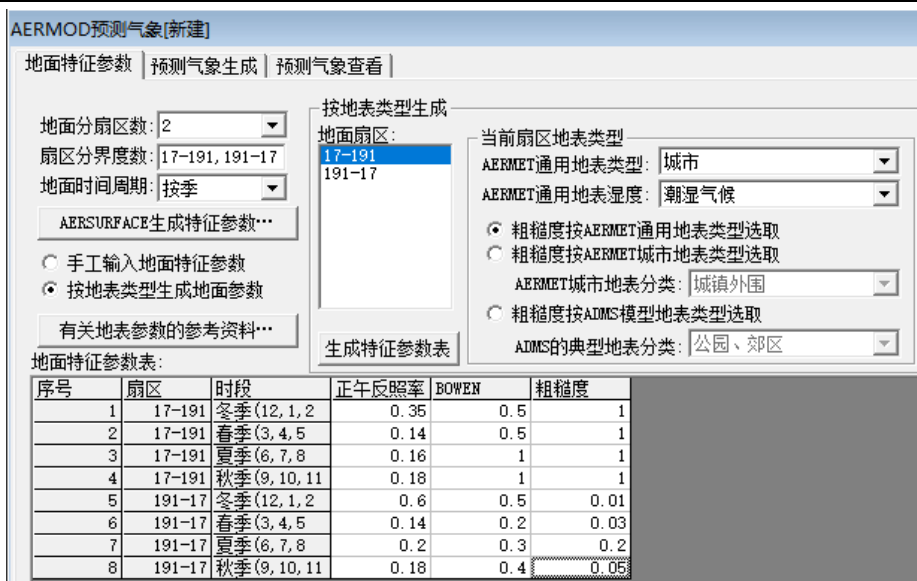 AERMOD预测气象[新建]
地面特征参数 预测气象生成 预测气象查看
地面分扇区数: 2
扇区分界度数: 17-191,191-17
地面时间周期: 按季
AERSURFACE生成特征参数…
手工输入地面特征参数
按地表类型生成地面参数
有关地表参数的参考资料…
按地表类型生成
地面扇区:
17-191
191-17
生成特征参数表
当前扇区地表类型
AERMET通用地表类型: 城市
AERMET通用地表湿度: 潮湿气候
粗糙度按AERMET通用地表类型选取
粗糙度按AERMET城市地表类型选取
AERMET城市地表分类: 城镇外围
粗糙度按ADMS模型地表类型选取
ADMS的典型地表分类: 公园、郊区
地面特征参数表:
序号 扇区 时段 正午反照率 BOWEN 粗糙度
1 17-191 冬季(12,1,2 0.35 0.5 1
2 17-191 春季(3,4,5 0.14 0.5 1
3 17-191 夏季(6,7,8 0.16 1 1
4 17-191 秋季(9,10,11 0.18 1 1
5 191-17 冬季(12,1,2 0.6 0.5 0.01
6 191-17 春季(3,4,5 0.14 0.2 0.03
7 191-17 夏季(6,7,8 0.2 0.3 0.2
8 191-17 秋季(9,10,11 0.18 0.4 0.05